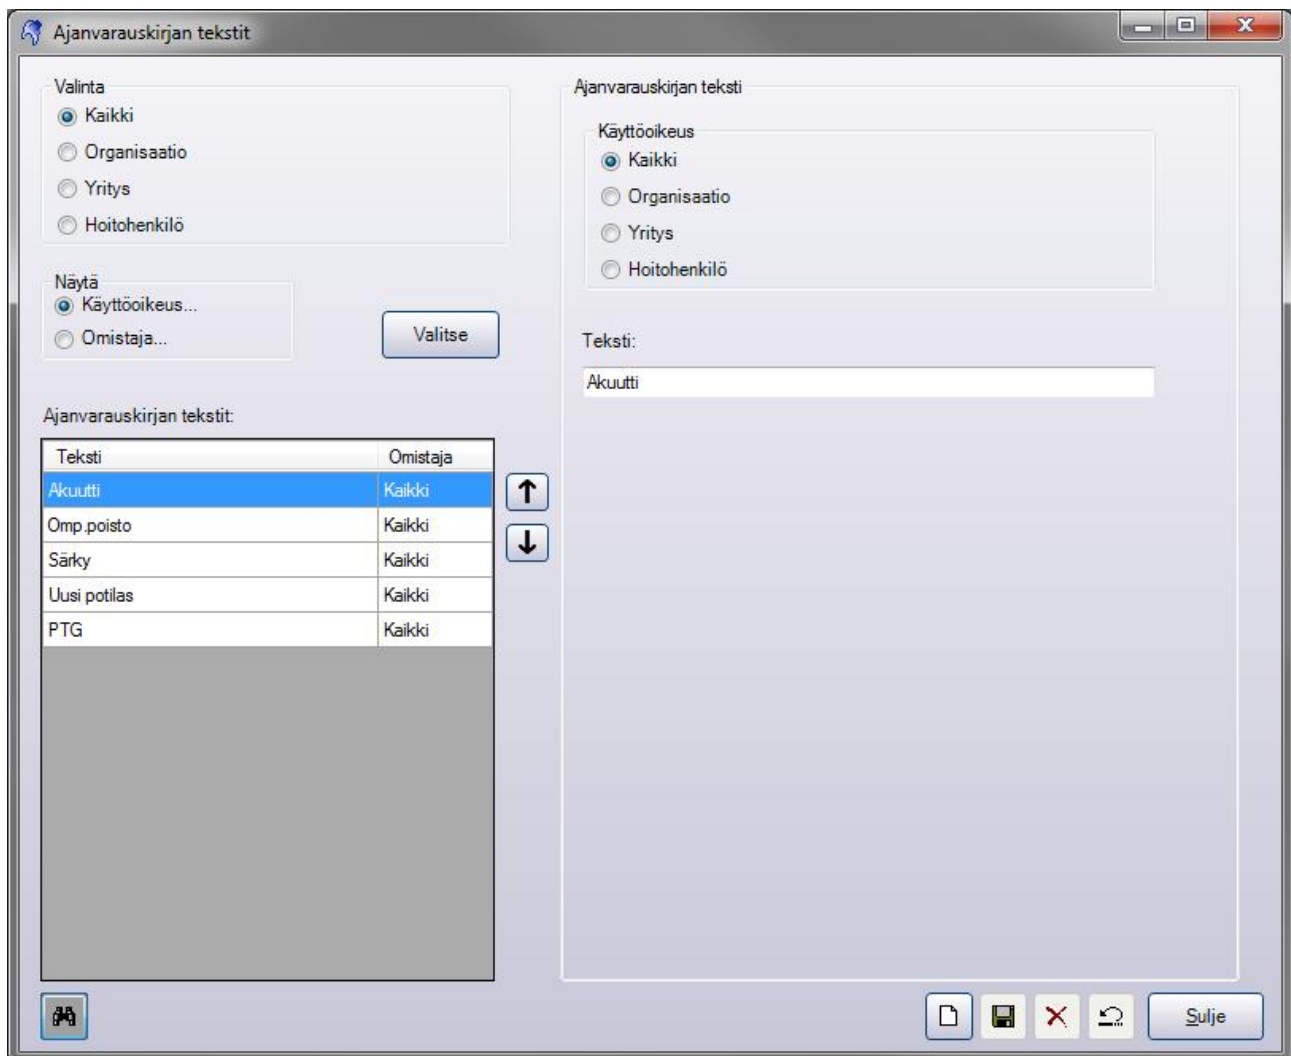 Ajanvarauskirjan tekstit
Valinta
Kaikki
Organisaatio
Yritys
Hoitohenkilö
Näytä
Käyttöoikeus...
Omistaja...
Valitse
Ajanvarauskirjan tekstit:
Teksti Omistaja
Akuutti Kaikki
Omp.poisto Kaikki
Särky Kaikki
Uusi potilas Kaikki
PTG Kaikki
Ajanvarauskirjan teksti
Käyttöoikeus
Kaikki
Organisaatio
Yritys
Hoitohenkilö
Teksti:
Akuutti
Sulje